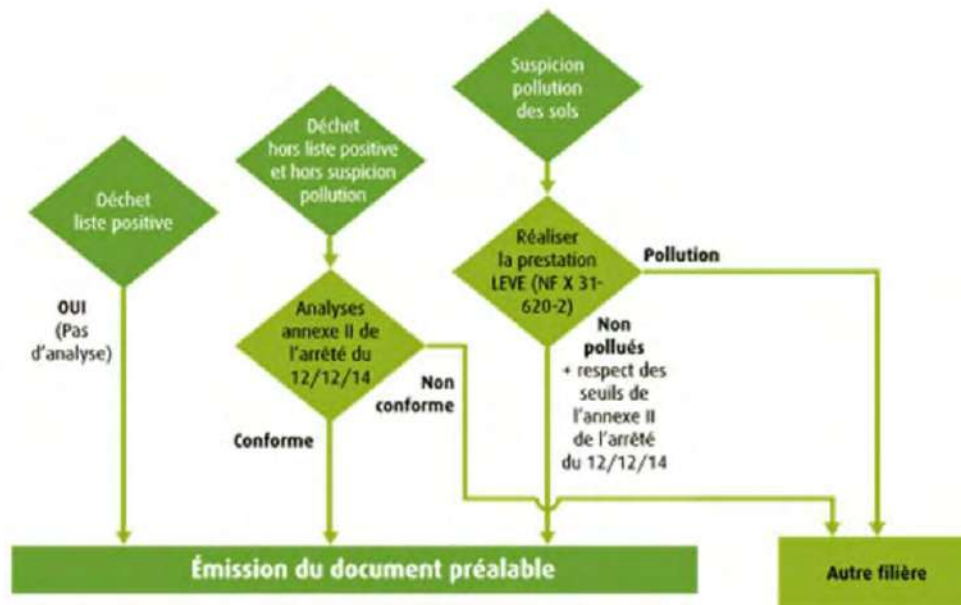 Suspicion
pollution
des sols
Déchet
hors liste positive
et hors suspicion
pollution
Déchet
liste positive
Réaliser
la prestation
LEVE (NF X 31-
620-2)
Pollution
OUI
(Pas
d'analyse)
Analyses
annexe II de
l'arrêté du
12/12/14
Non
conforme
Conforme
Non
pollués
+ respect des
seuils de
l'annexe II
de l'arrêté
du 12/12/14
Émission du document préalable
Autre filière